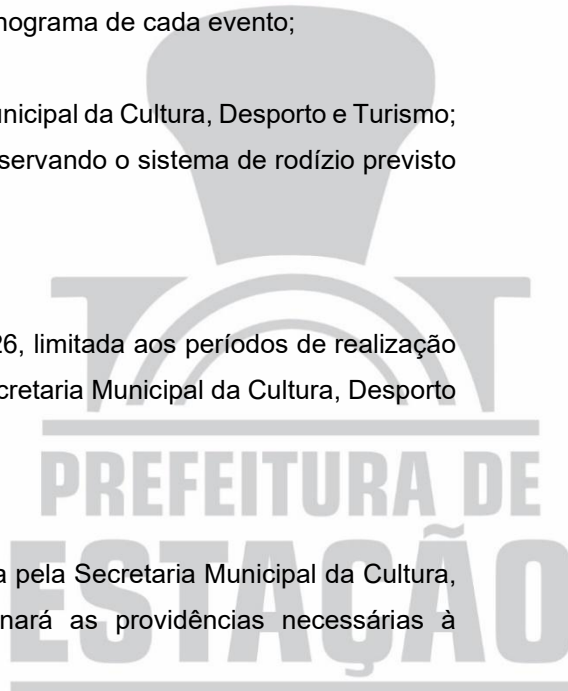 nograma de cada evento;
unicipal da Cultura, Desporto e Turismo;
servando o sistema de rodízio previsto
26, limitada aos períodos de realização
cretaria Municipal da Cultura, Desporto
PREFEITURA DE
a pela Secretaria Municipal da Cultura,
ESTAÇÃO
nará as providências necessárias à